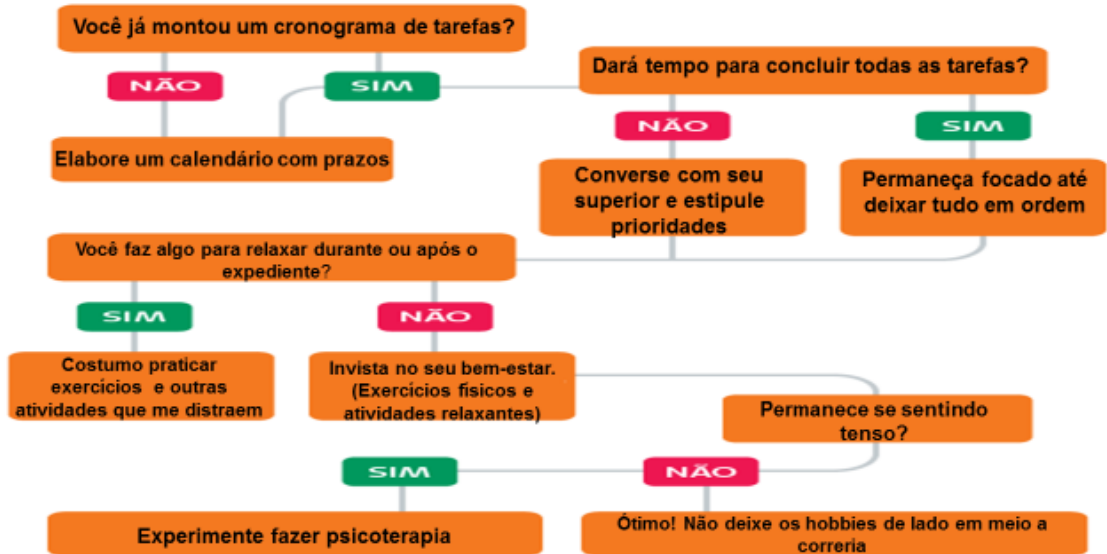 Você já montou um cronograma de tarefas?
NÃO
SIM
Elabore um calendário com prazos
Dará tempo para concluir todas as tarefas?
NÃO
SIM
Converse com seu
superior e estipule
prioridades
Permaneça focado até
deixar tudo em ordem
Você faz algo para relaxar durante ou após o
expediente?
SIM
NÃO
Costumo praticar
exercícios e outras
atividades que me distraem
Invista no seu bem-estar.
(Exercícios físicos e
atividades relaxantes)
Permanece se sentindo
tenso?
SIM
NÃO
Experimente fazer psicoterapia
Ótimo! Não deixe os hobbies de lado em meio a
correria